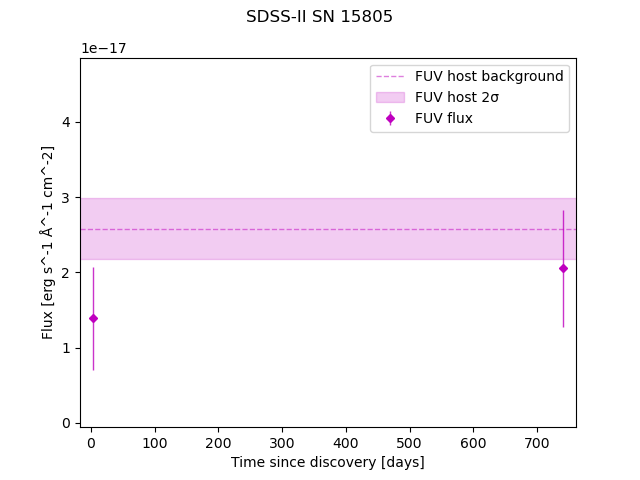 SDSS-II SN 15805
1e−17
FUV host background
FUV host 2σ
FUV flux
4
3
2
1
0
Flux [erg s^-1 Å^-1 cm^-2]
0 100 200 300 400 500 600 700
Time since discovery [days]